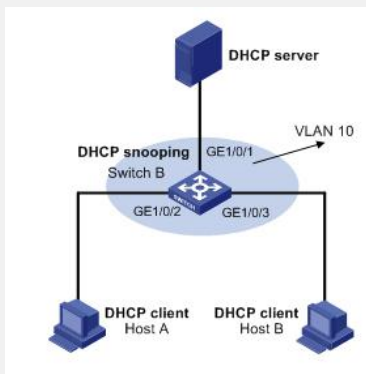 DHCP server
VLAN 10
DHCP snooping
GE1/0/1
Switch B
SWITCH
GE1/0/2
GE1/0/3
DHCP client
Host A
DHCP client
Host B